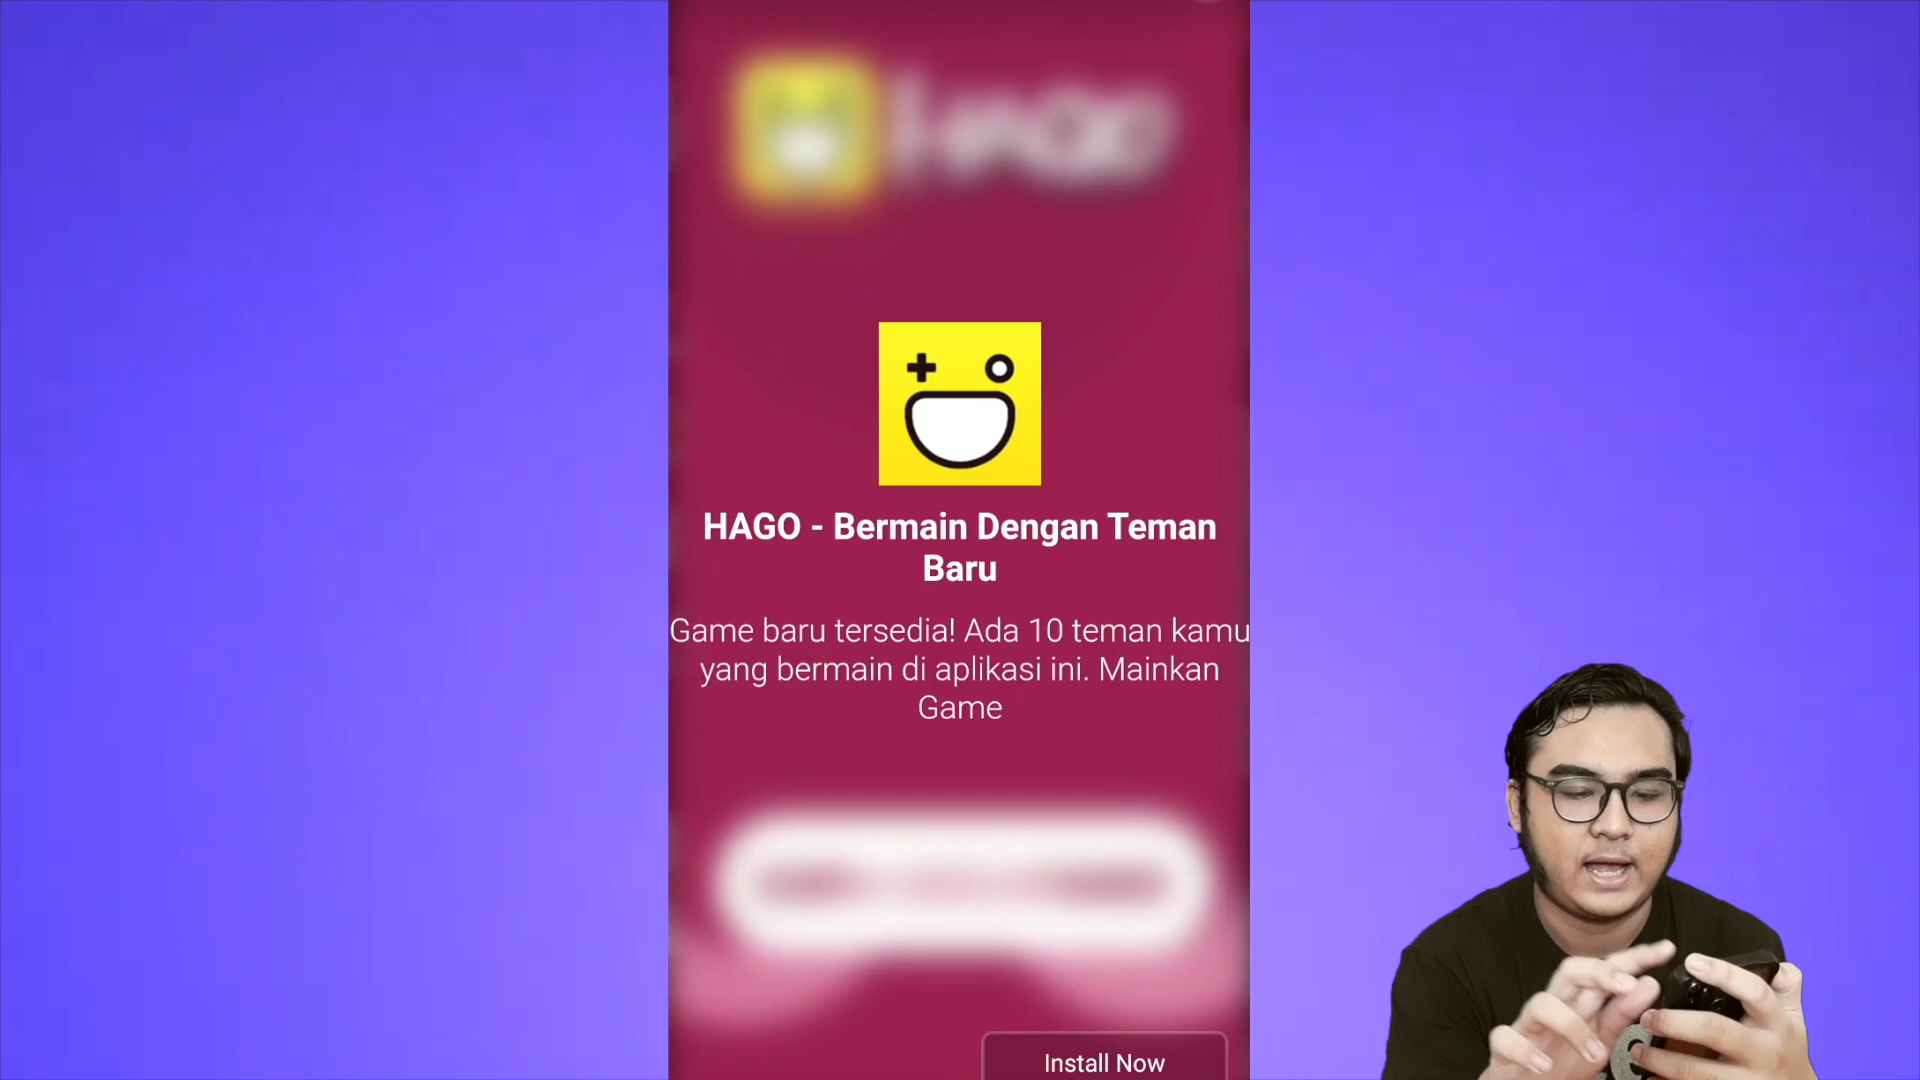 HAGO - Bermain Dengan Teman
Baru
Game baru tersedia! Ada 10 teman kamu
yang bermain di aplikasi ini. Mainkan
Game
Install Now